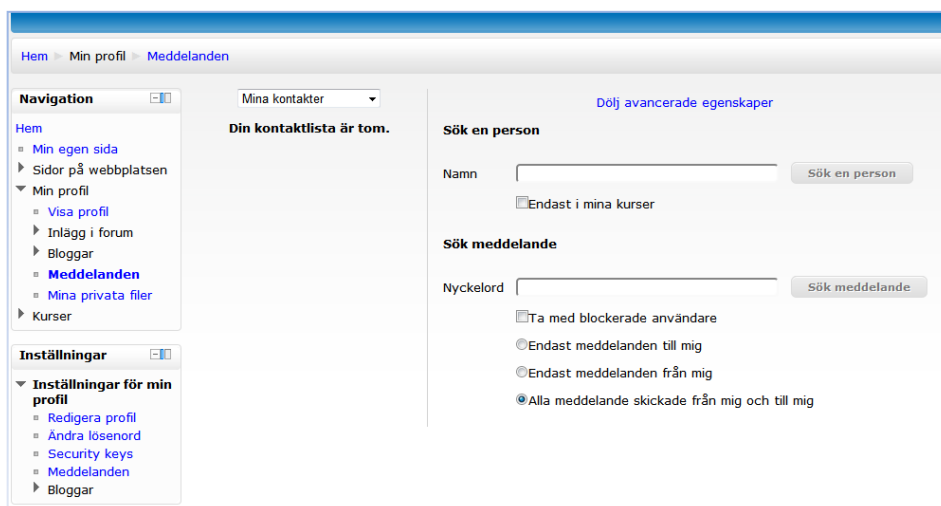 Hem Min profil Meddelanden
Navigation
Hem
Min egen sida
Sidor på webbplatsen
Min profil
Visa profil
Inlägg i forum
Bloggar
Meddelanden
Mina privata filer
Kurser
Inställningar
Inställningar för min
profil
Redigera profil
Ändra lösenord
Security keys
Meddelanden
Bloggar
Mina kontakter
Din kontaktlista är tom.
Dölj avancerade egenskaper
Sök en person
Namn Sök en person
Endast i mina kurser
Sök meddelande
Nyckelord Sök meddelande
Ta med blockerade användare
Endast meddelanden till mig
Endast meddelanden från mig
Alla meddelande skickade från mig och till mig